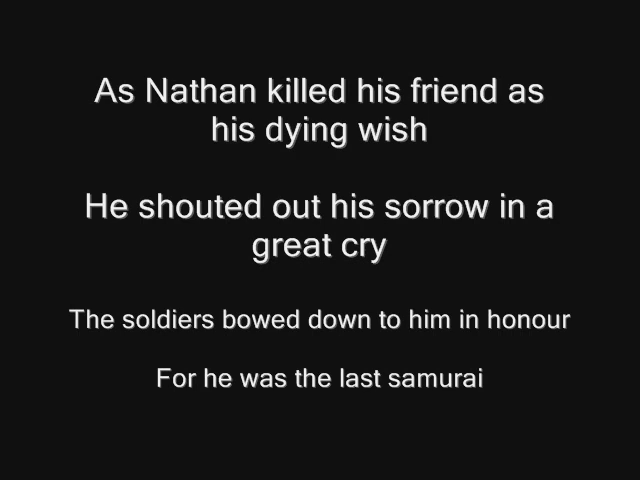 As Nathan killed his friend as
his dying wish
He shouted out his sorrow in a
great cry
The soldiers bowed down to him in honour
For he was the last samurai